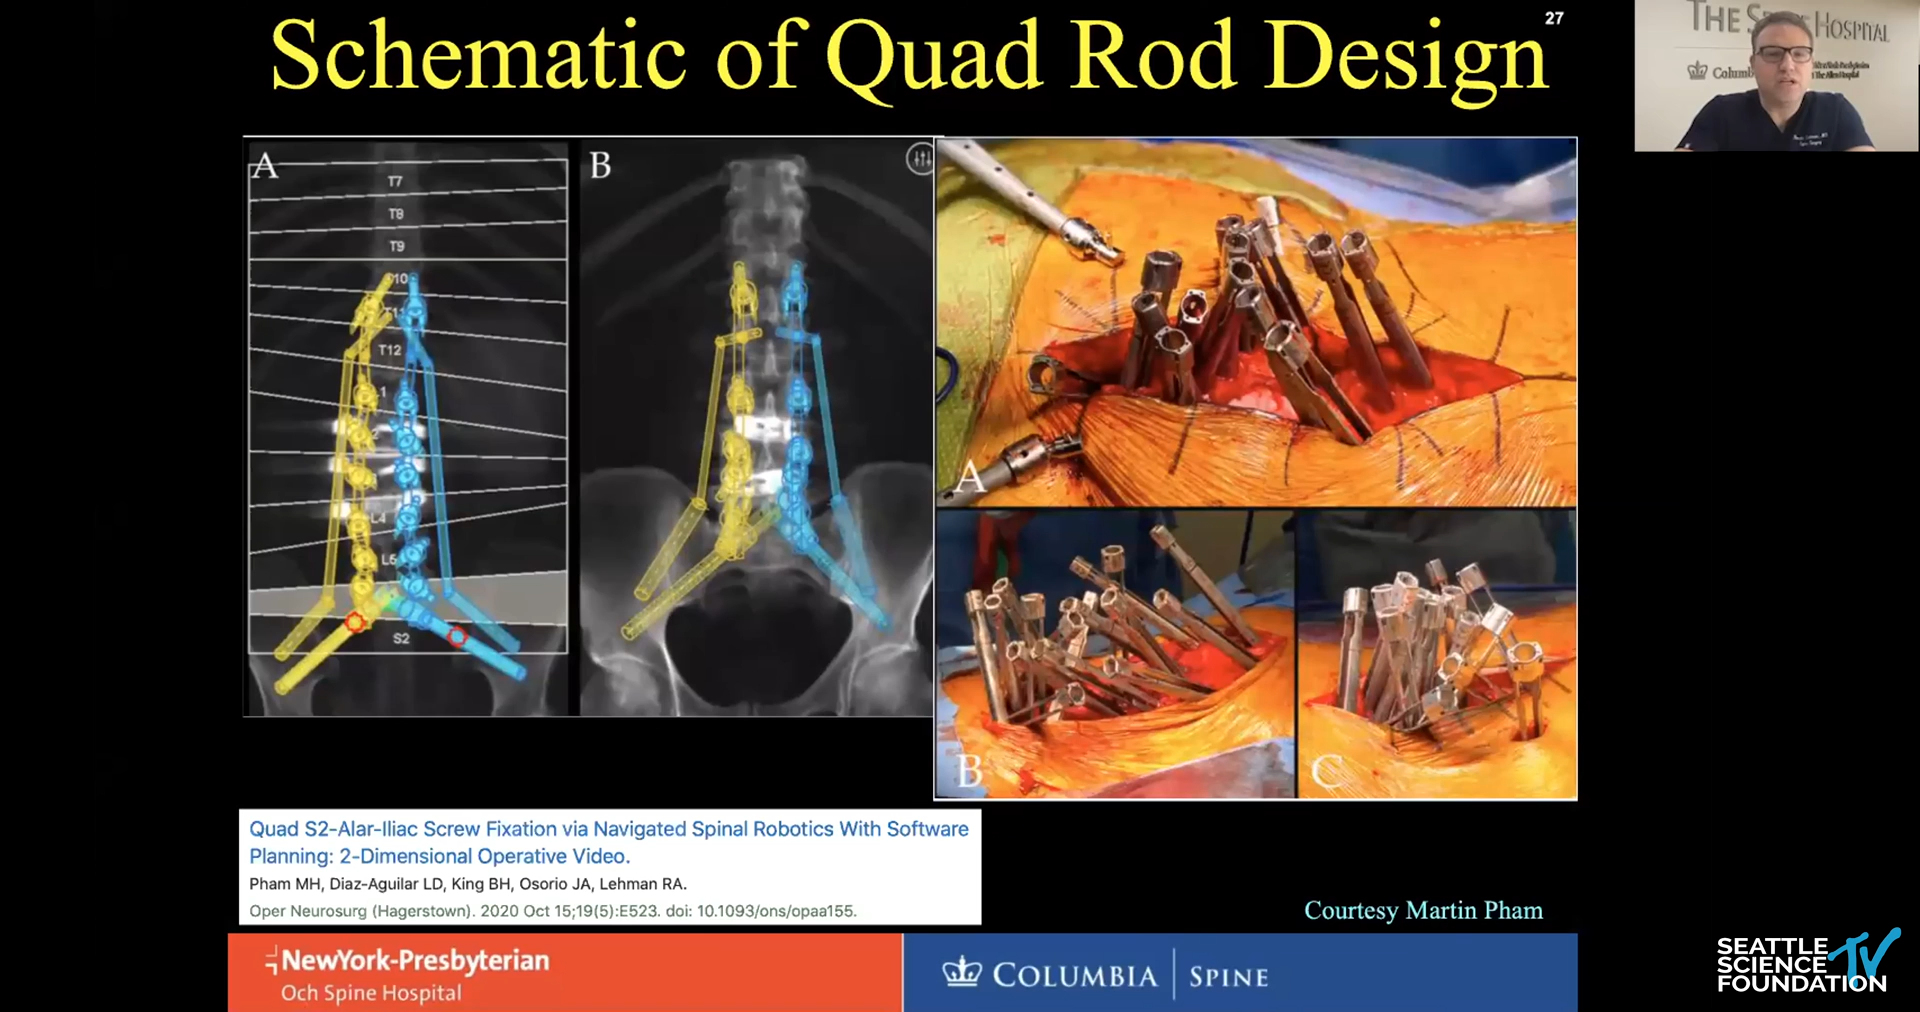 Schematic of Quad Rod Design
27
THE SPINE HOSPITAL
A
T7
T8
T9
T12
L4
S2
B
A
B
C
Quad S2-Alar-Iliac Screw Fixation via Navigated Spinal Robotics With Software
Planning: 2-Dimensional Operative Video.
Pham MH, Diaz-Aguilar LD, King BH, Osorio JA, Lehman RA.
Oper Neurosurg (Hagerstown). 2020 Oct 15;19(5):E523. doi: 10.1093/ons/opaa155.
Courtesy Martin Pham
NewYork-Presbyterian
Och Spine Hospital
COLUMBIA | SPINE
SEATTLE
SCIENCE TV
FOUNDATION